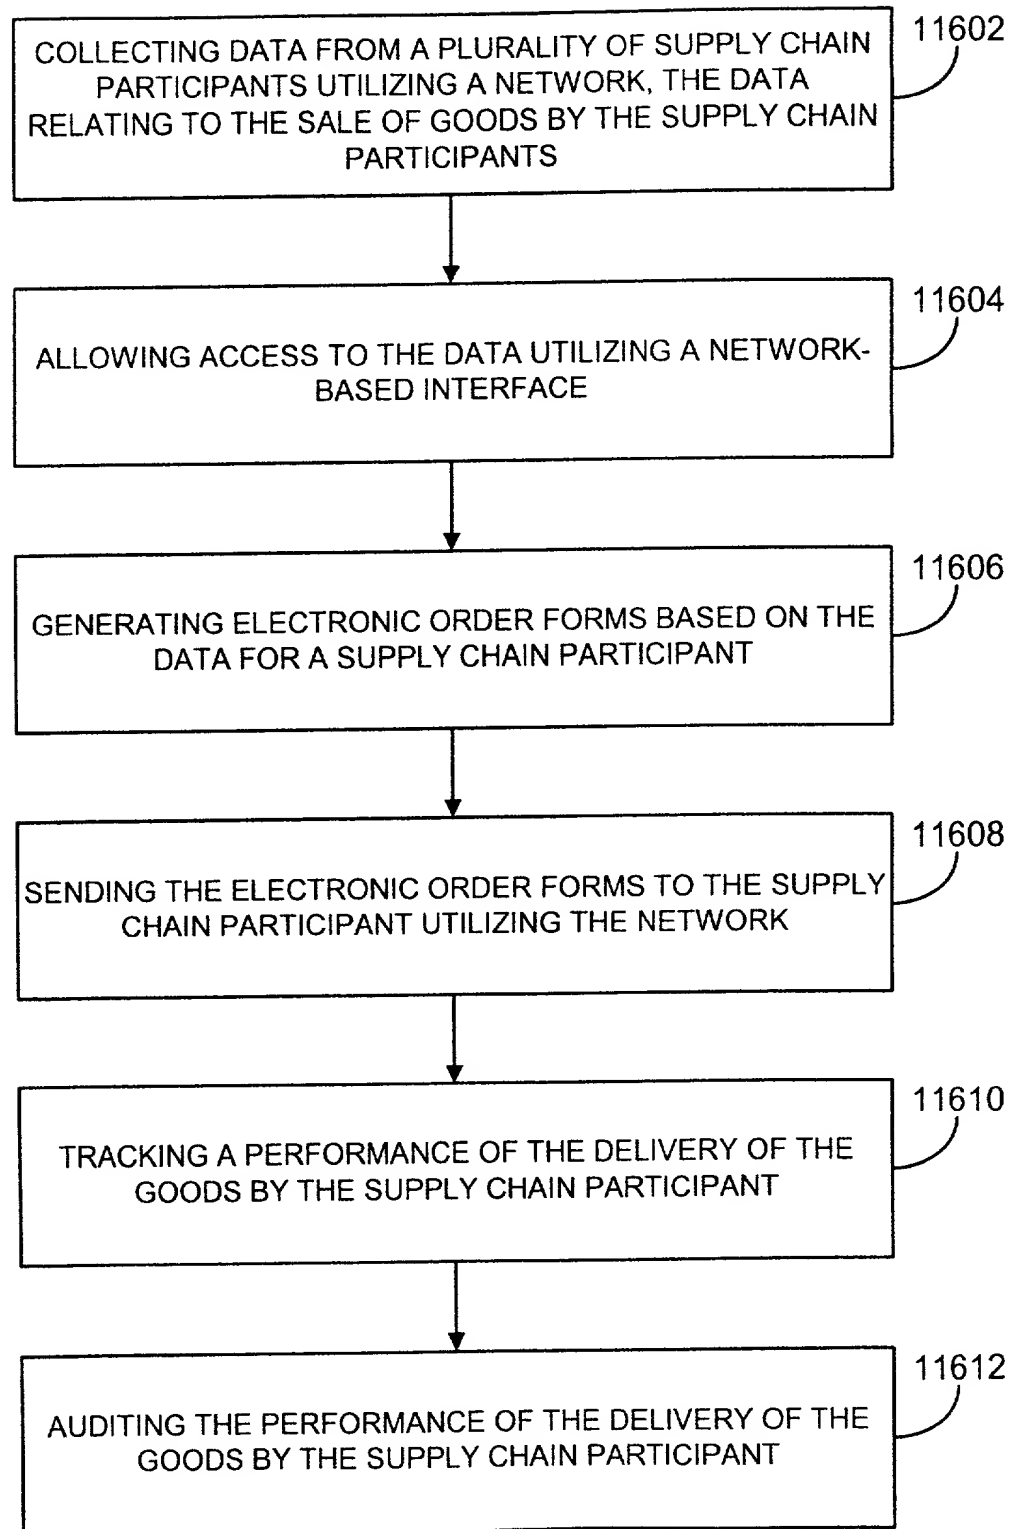 COLLECTING DATA FROM A PLURALITY OF SUPPLY CHAIN
PARTICIPANTS UTILIZING A NETWORK, THE DATA
RELATING TO THE SALE OF GOODS BY THE SUPPLY CHAIN
PARTICIPANTS
11602
ALLOWING ACCESS TO THE DATA UTILIZING A NETWORK-
BASED INTERFACE
11604
GENERATING ELECTRONIC ORDER FORMS BASED ON THE
DATA FOR A SUPPLY CHAIN PARTICIPANT
11606
SENDING THE ELECTRONIC ORDER FORMS TO THE SUPPLY
CHAIN PARTICIPANT UTILIZING THE NETWORK
11608
TRACKING A PERFORMANCE OF THE DELIVERY OF THE
GOODS BY THE SUPPLY CHAIN PARTICIPANT
11610
AUDITING THE PERFORMANCE OF THE DELIVERY OF THE
GOODS BY THE SUPPLY CHAIN PARTICIPANT
11612